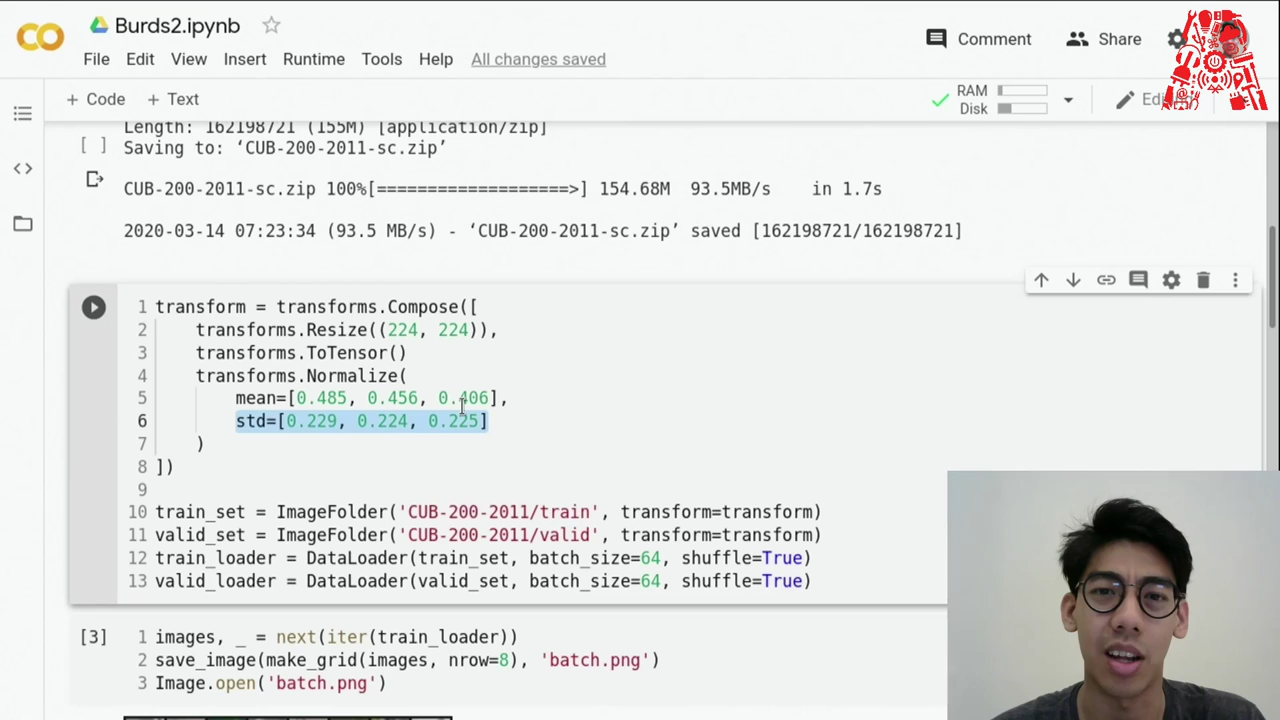 Burds2.ipynb
File Edit View Insert Runtime Tools Help All changes saved
Comment Share
+ Code + Text
RAM
Disk
Length: 162198721 (155M) [application/zip]
[ ] Saving to: ‘CUB-200-2011-sc.zip’
CUB-200-2011-sc.zip 100%[===================>] 154.68M 93.5MB/s in 1.7s
2020-03-14 07:23:34 (93.5 MB/s) - ‘CUB-200-2011-sc.zip’ saved [162198721/162198721]
1 transform = transforms.Compose([
2 transforms.Resize((224, 224)),
3 transforms.ToTensor()
4 transforms.Normalize(
5 mean=[0.485, 0.456, 0.406],
6 std=[0.229, 0.224, 0.225]
7 )
8 ])
9
10 train_set = ImageFolder('CUB-200-2011/train', transform=transform)
11 valid_set = ImageFolder('CUB-200-2011/valid', transform=transform)
12 train_loader = DataLoader(train_set, batch_size=64, shuffle=True)
13 valid_loader = DataLoader(valid_set, batch_size=64, shuffle=True)
[3] 1 images, _ = next(iter(train_loader))
2 save_image(make_grid(images, nrow=8), 'batch.png')
3 Image.open('batch.png')